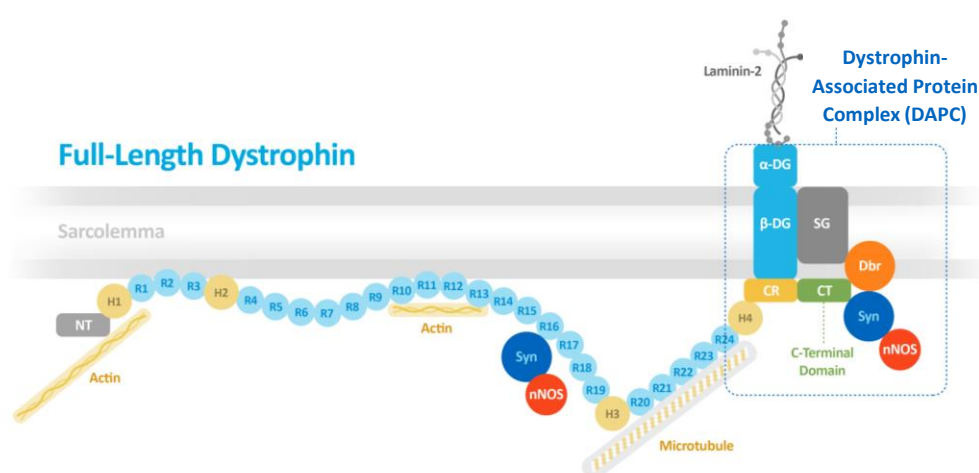 Laminin-2
Dystrophin-
Associated Protein
Complex (DAPC)
Full-Length Dystrophin
α-DG
Sarcolemma
β-DG
SG
Dbr
H1
R1
R2
R3
H2
R4
R5
R6
R7
R8
R9
R10
R11
R12
R13
R14
R15
R16
R17
R18
R19
H3
R20
R21
R22
R23
R24
H4
CR
CT
NT
Actin
Actin
Syn
nNOS
Syn
nNOS
C-Terminal
Domain
Microtubule